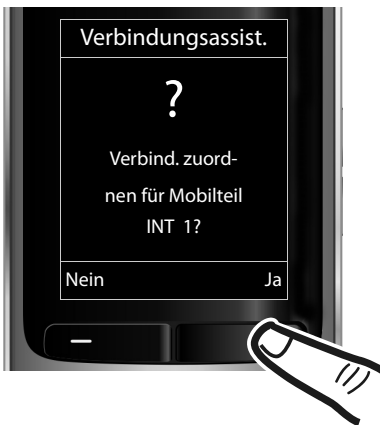 Verbindungsassist.
?
Verbind. zuord-
nen für Mobilteil
INT 1?
Nein Ja